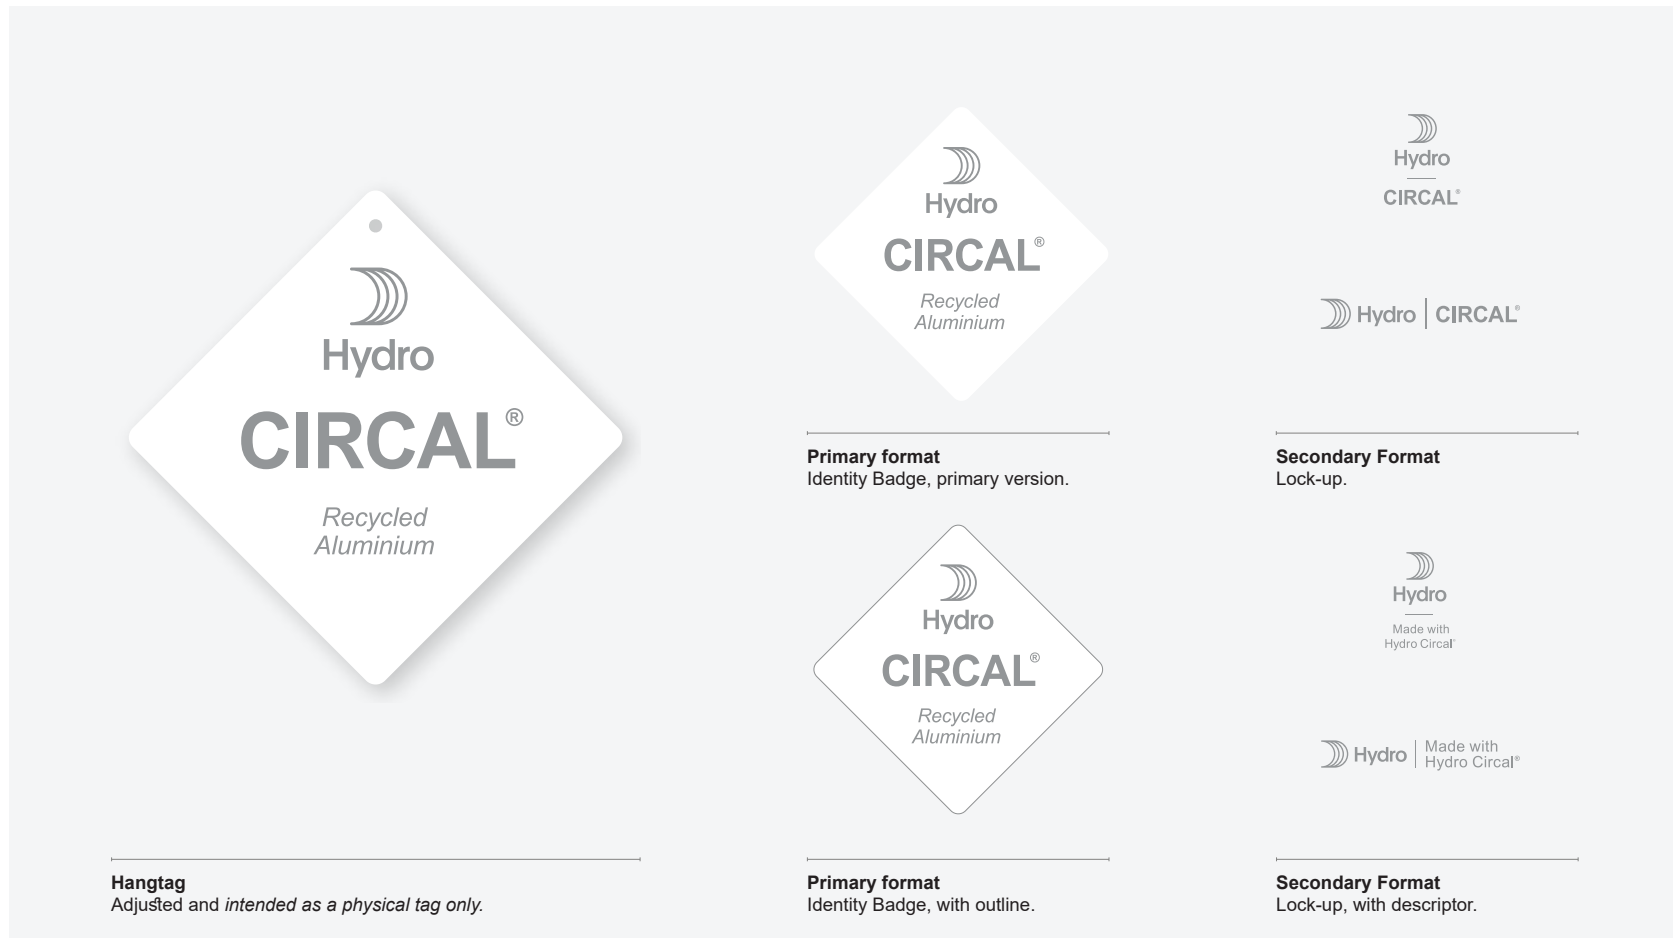 Hydro
CIRCAL®
Recycled
Aluminium
Hangtag
Adjusted and intended as a physical tag only.
Hydro
CIRCAL®
Recycled
Aluminium
Primary format
Identity Badge, primary version.
Hydro
CIRCAL®
Recycled
Aluminium
Primary format
Identity Badge, with outline.
Hydro
CIRCAL®
Hydro | CIRCAL®
Secondary Format
Lock-up.
Hydro
Made with
Hydro Circal®
Hydro
Made with
Hydro Circal®
Secondary Format
Lock-up, with descriptor.